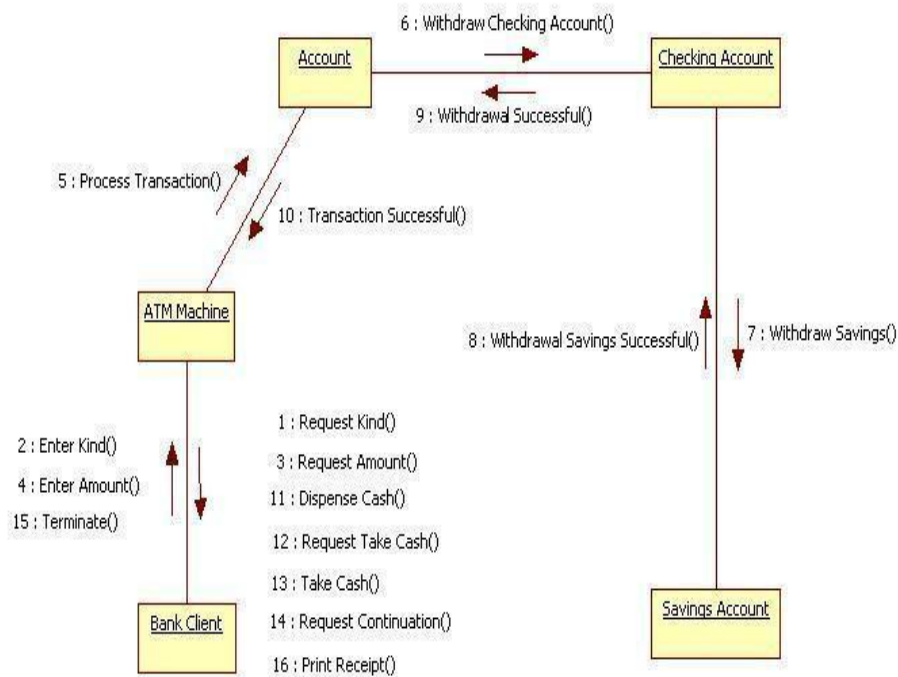 6 : Withdraw Checking Account()
Account
Checking Account
9 : Withdrawal Successful()
5 : Process Transaction()
10 : Transaction Successful()
ATM Machine
8 : Withdrawal Savings Successful()
7 : Withdraw Savings()
1 : Request Kind()
2 : Enter Kind()
3 : Request Amount()
4 : Enter Amount()
11 : Dispense Cash()
15 : Terminate()
12 : Request Take Cash()
13 : Take Cash()
Bank Client
14 : Request Continuation()
Savings Account
16 : Print Receipt()